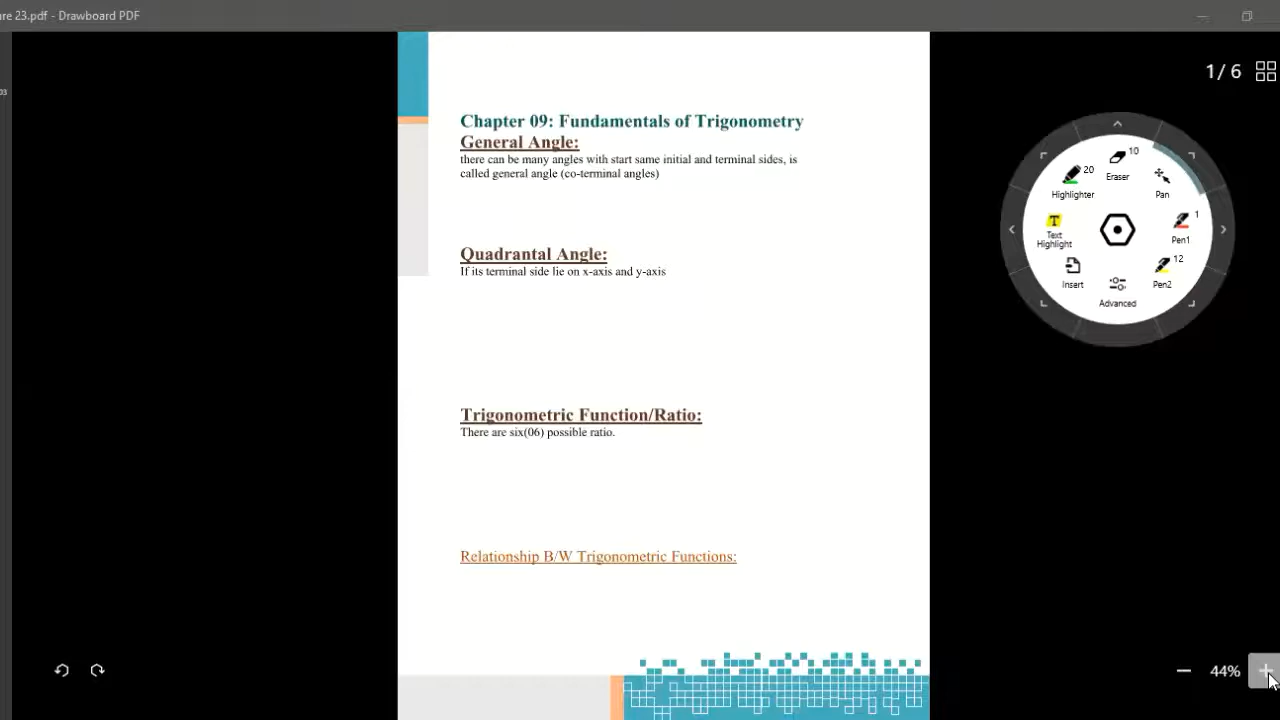 re 23.pdf - Drawboard PDF
03
1 / 6
Chapter 09: Fundamentals of Trigonometry
General Angle:
there can be many angles with start same initial and terminal sides, is
called general angle (co-terminal angles)
Quadrantal Angle:
If its terminal side lie on x-axis and y-axis
Trigonometric Function/Ratio:
There are six(06) possible ratio.
Relationship B/W Trigonometric Functions:
10
Eraser
20
Highlighter
Pan
T
Text
Highlight
1
Pen1
Insert
12
Pen2
Advanced
44%